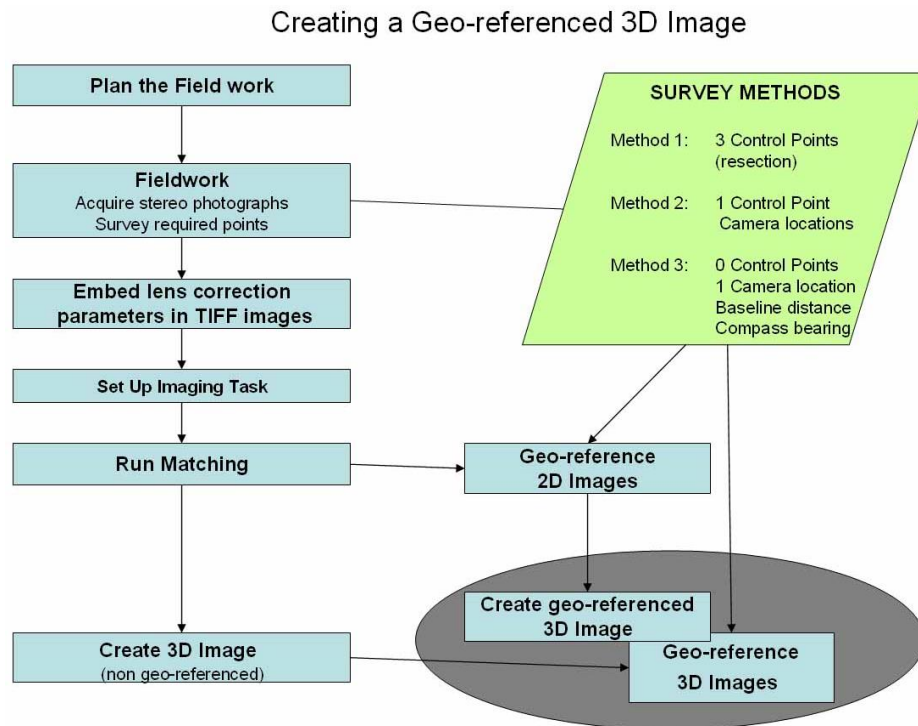 Creating a Geo-referenced 3D Image
Plan the Field work
Fieldwork
Acquire stereo photographs
Survey required points
Embed lens correction
parameters in TIFF images
Set Up Imaging Task
Run Matching
Create 3D Image
(non geo-referenced)
SURVEY METHODS
Method 1: 3 Control Points
(resection)
Method 2: 1 Control Point
Camera locations
Method 3: 0 Control Points
1 Camera location
Baseline distance
Compass bearing
Geo-reference
2D Images
Create geo-referenced
3D Image
Geo-reference
3D Images